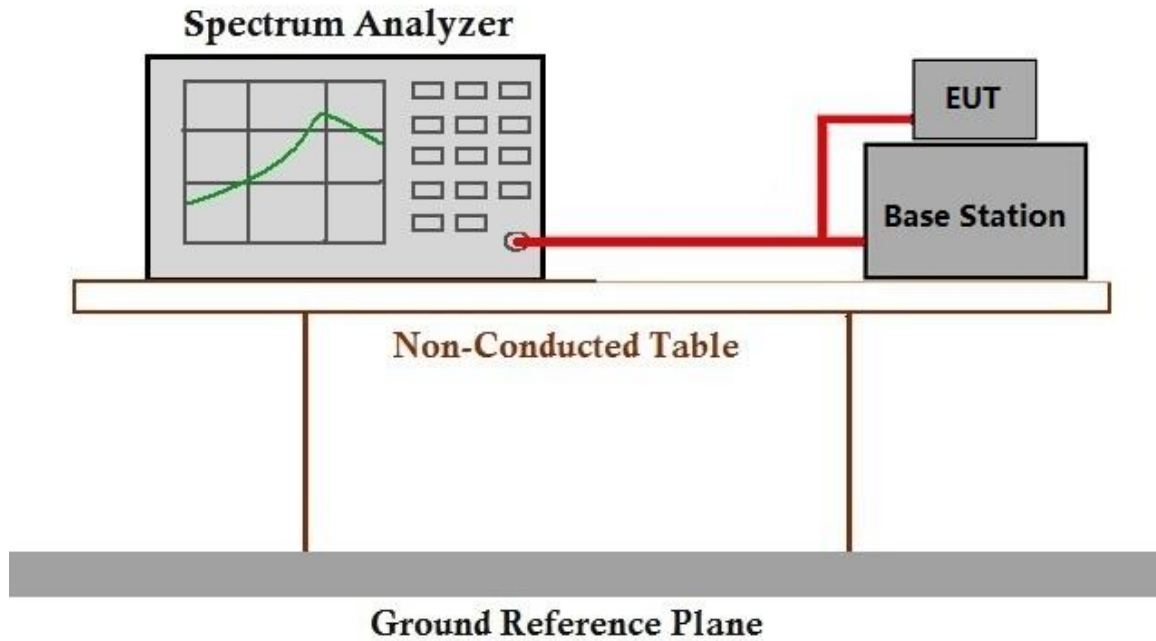 Spectrum Analyzer
EUT
Base Station
Non-Conducted Table
Ground Reference Plane